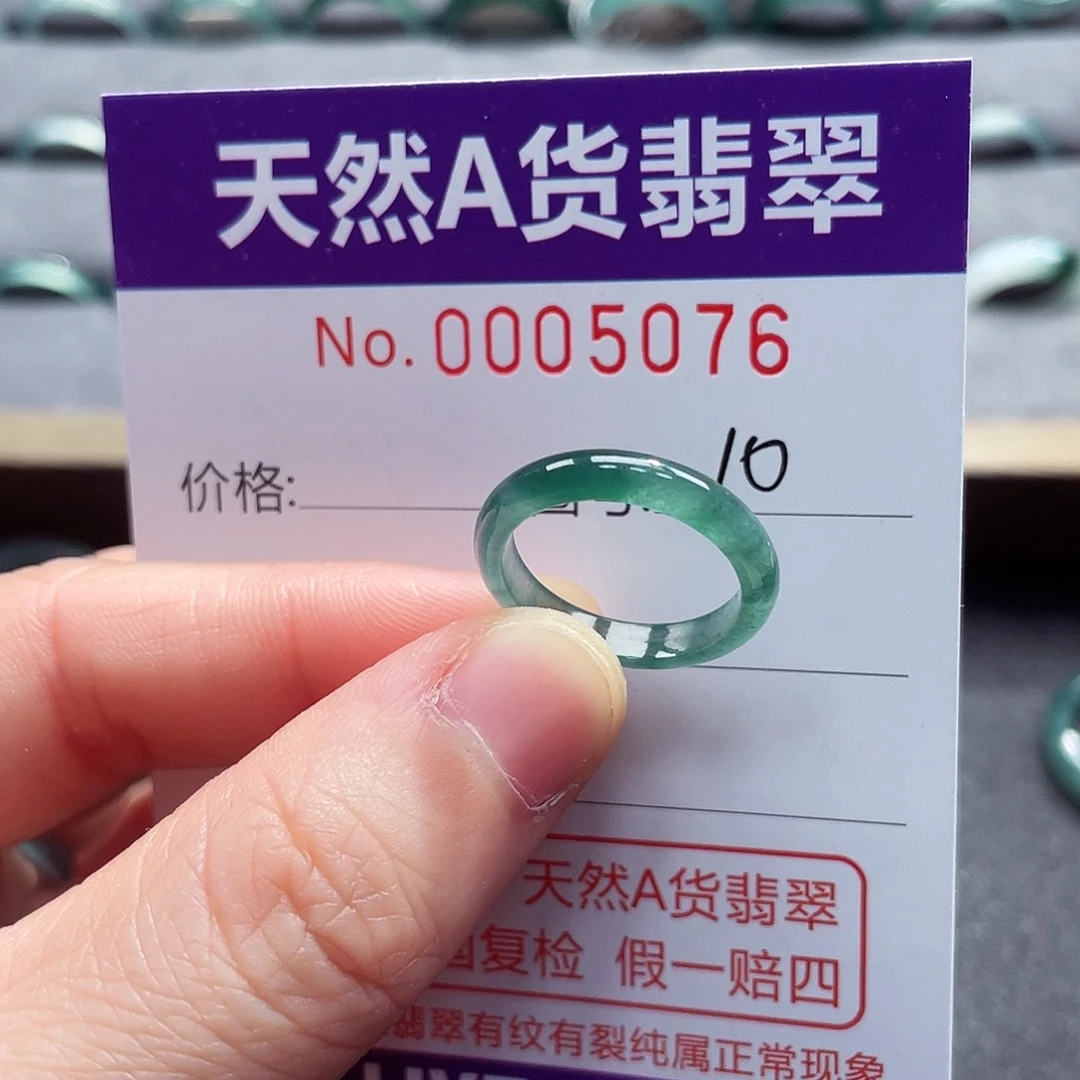 天然A货翡翠
No. 0005076
价格: 10
天然A货翡翠
复检 假一赔四
翡翠有纹有裂纯属正常现象